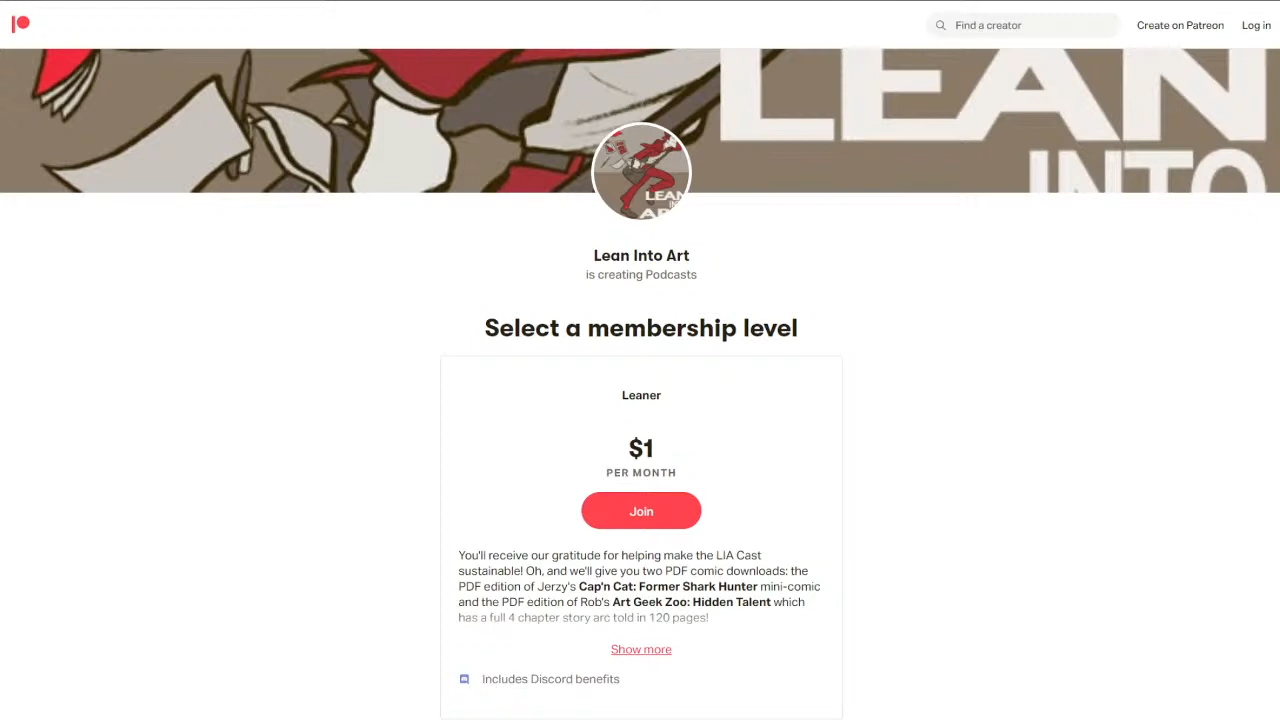 Find a creator
Create on Patreon
Log in
LEAN
INTO
LEAN
Lean Into Art
is creating Podcasts
Select a membership level
Leaner
$1
PER MONTH
Join
You'll receive our gratitude for helping make the LIA Cast
sustainable! Oh, and we'll give you two PDF comic downloads: the
PDF edition of Jerzy's Cap'n Cat: Former Shark Hunter mini-comic
and the PDF edition of Rob's Art Geek Zoo: Hidden Talent which
has a full 4 chapter story arc told in 120 pages!
Show more
Includes Discord benefits